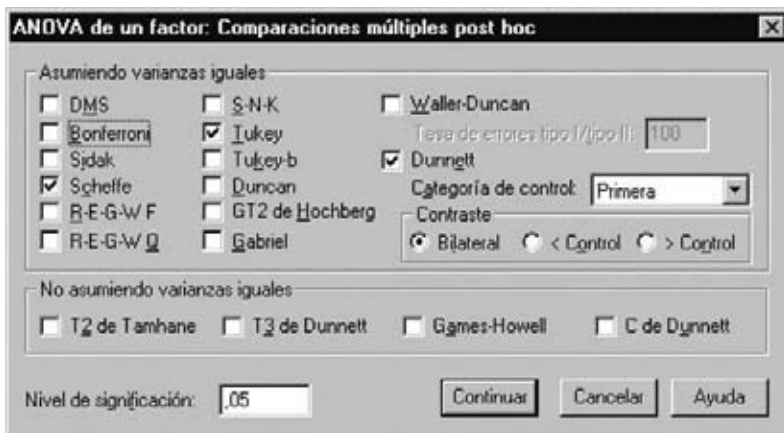 ANOVA de un factor: Comparaciones múltiples post hoc
Asumiendo varianzas iguales
DMS
Bonferroni
Sidak
Scheffe
R-E-G-W F
R-E-G-W Q
S-N-K
Tukey
Tukey-b
Duncan
GT2 de Hochberg
Gabriel
Waller-Duncan
Tasa de errores tipo I/tipo II: 100
Dunnett
Categoría de control: Primera
Contraste
Bilateral < Control > Control
No asumiendo varianzas iguales
T2 de Tamhane T3 de Dunnett Games-Howell C de Dunnett
Nivel de significación: ,05
Continuar Cancelar Ayuda